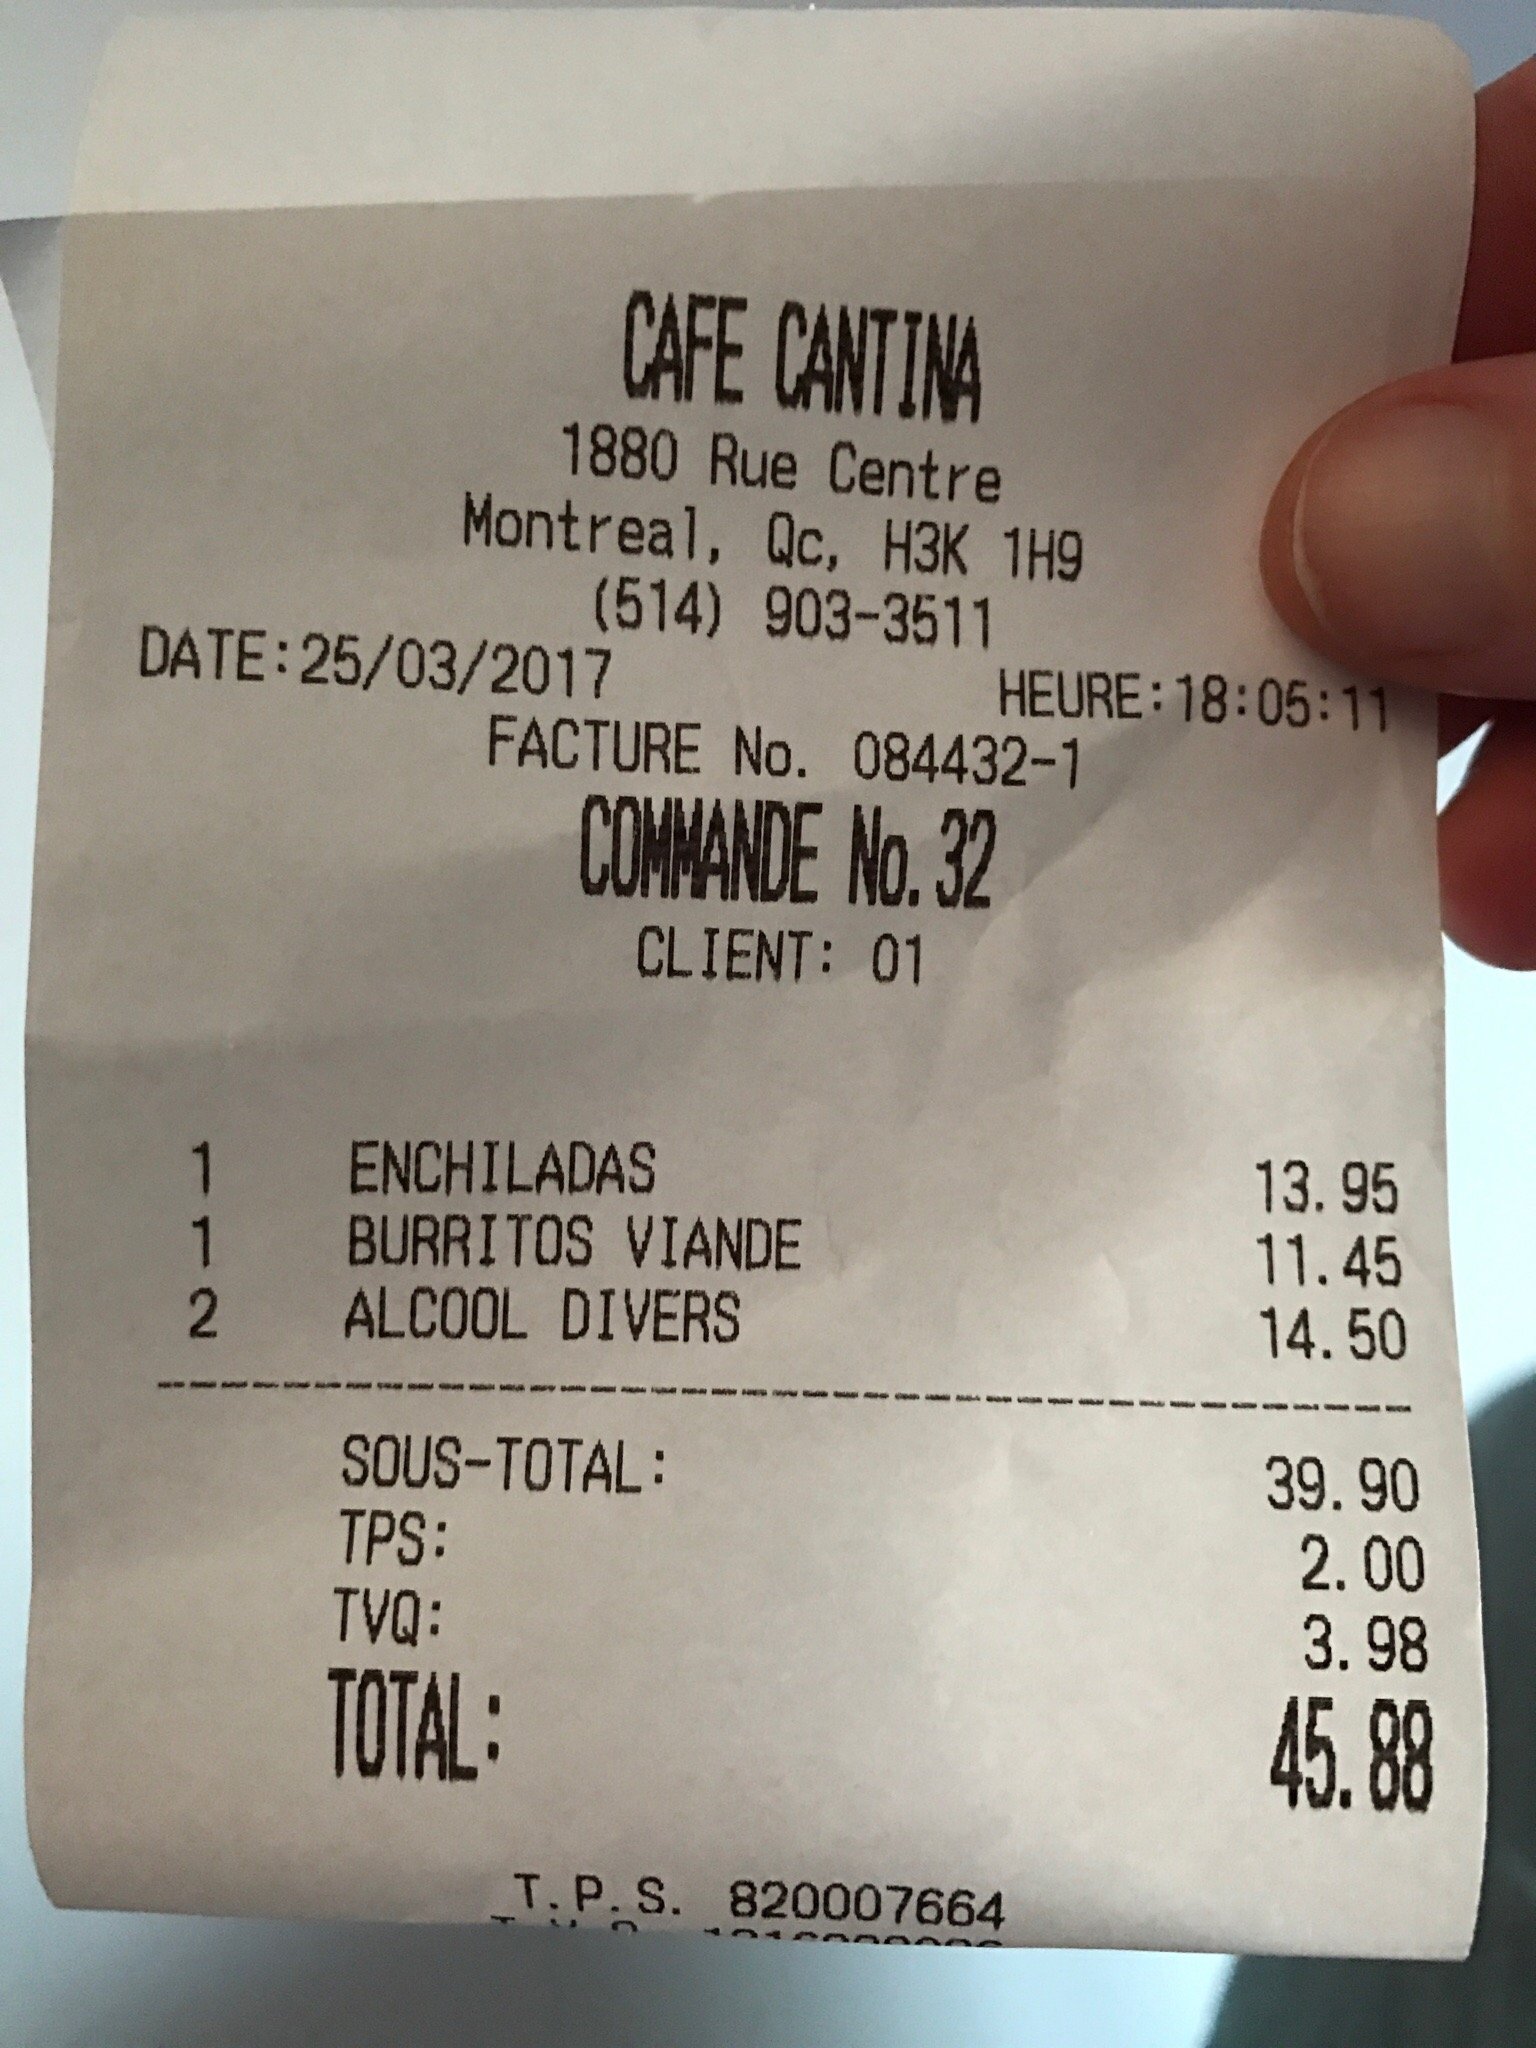 CAFE CANTINA
1880 Rue Centre
Montreal, Qc, H3K 1H9
(514) 903-3511
DATE:25/03/2017 HEURE:18:05:11
FACTURE No. 084432-1
COMMANDE No.32
CLIENT: 01
1 ENCHILADAS 13.95
1 BURRITOS VIANDE 11.45
2 ALCOOL DIVERS 14.50
SOUS-TOTAL: 39.90
TPS: 2.00
TVQ: 3.98
TOTAL: 45.88
T.P.S. 820007664